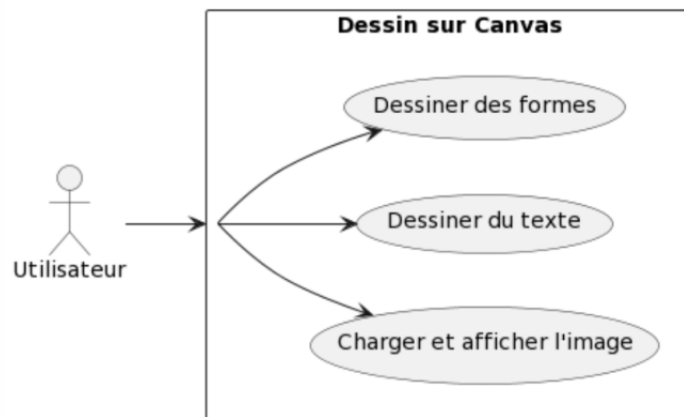 Dessin sur Canvas
Dessiner des formes
Dessiner du texte
Utilisateur
Charger et afficher l'image